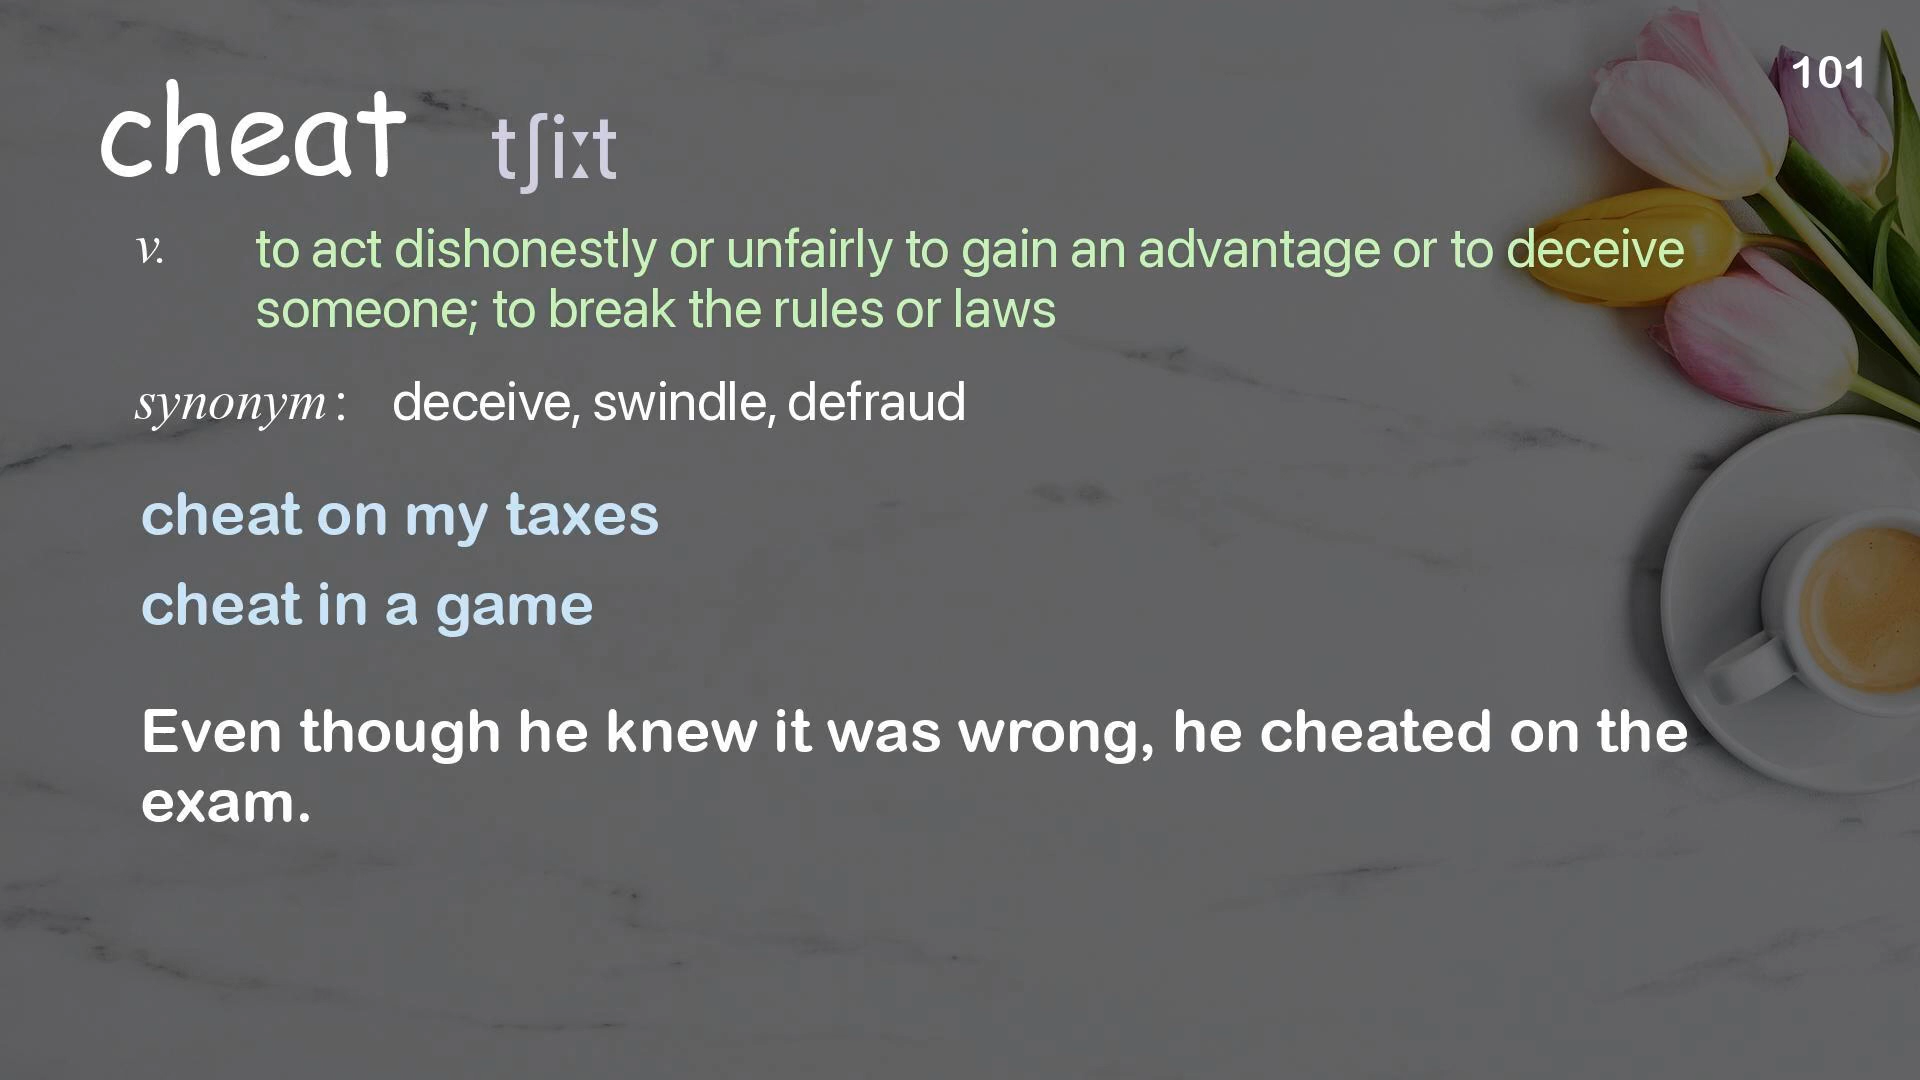 101
cheat tʃiːt
v. to act dishonestly or unfairly to gain an advantage or to deceive
someone; to break the rules or laws
synonym : deceive, swindle, defraud
cheat on my taxes
cheat in a game
Even though he knew it was wrong, he cheated on the
exam.